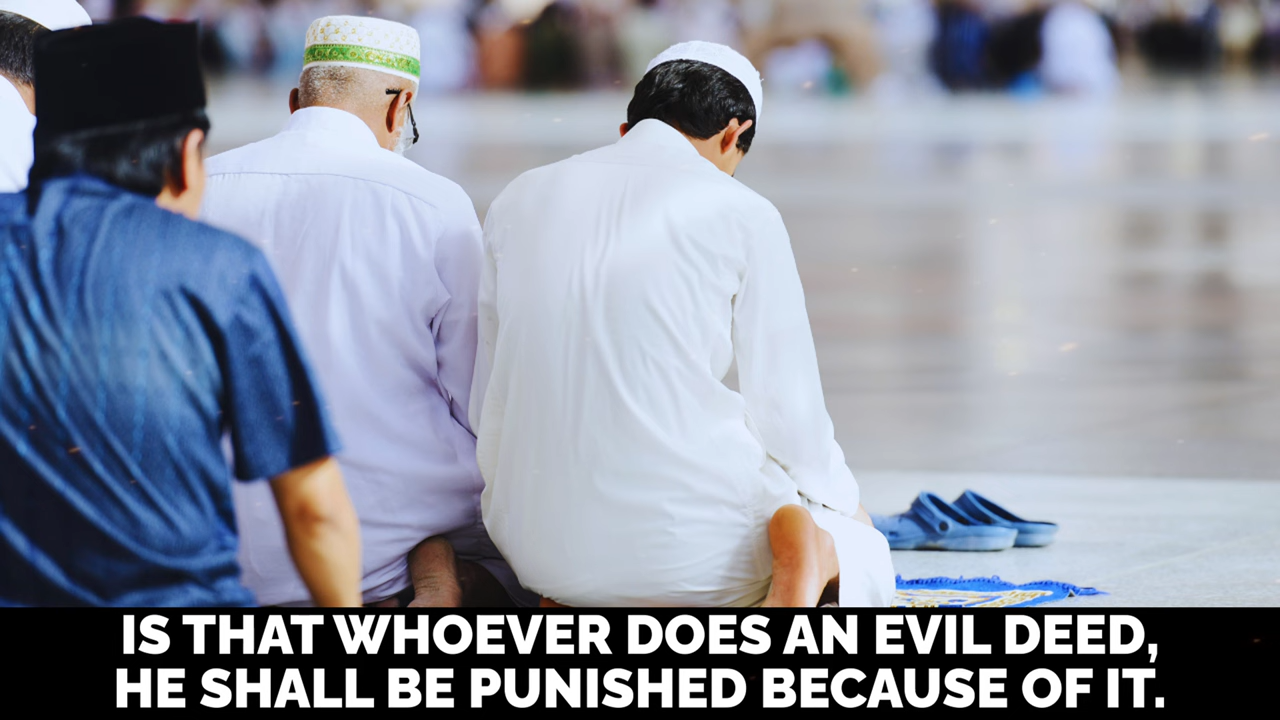 IS THAT WHOEVER DOES AN EVIL DEED,
HE SHALL BE PUNISHED BECAUSE OF IT.